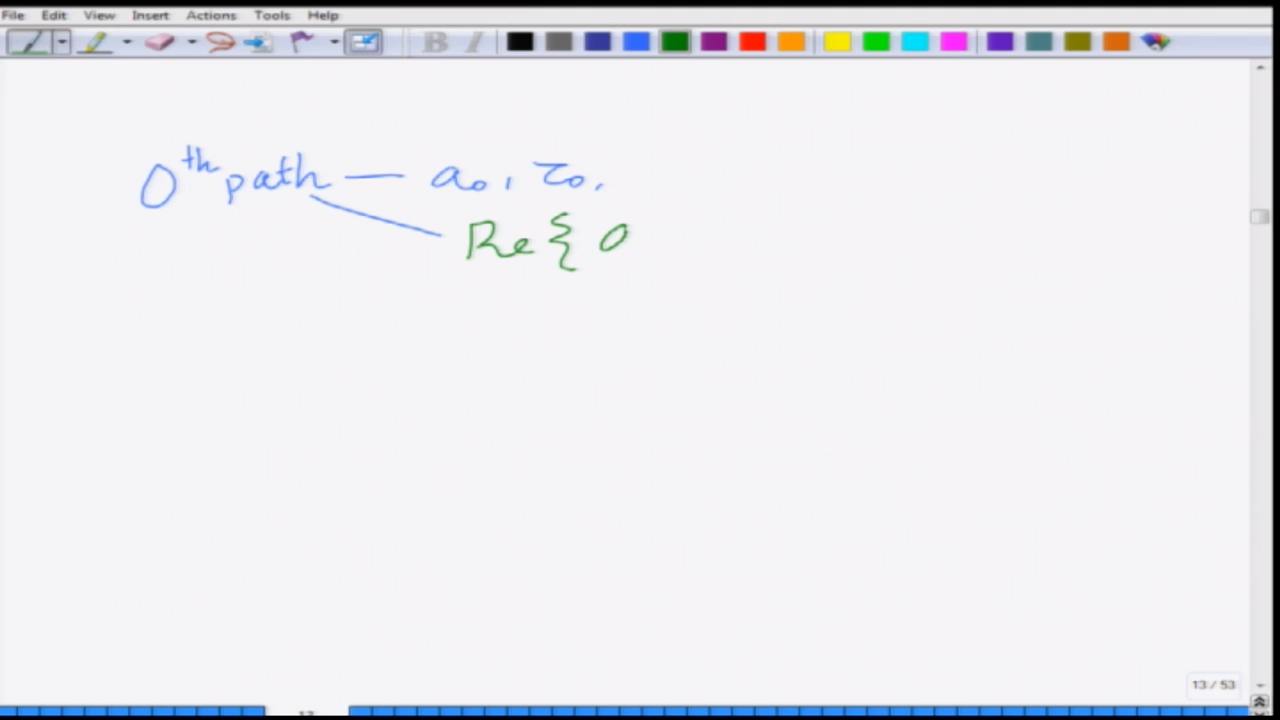 File Edit View Insert Actions Tools Help
B I
0th path — a0, τ0,
Re{ 0
13 / 53